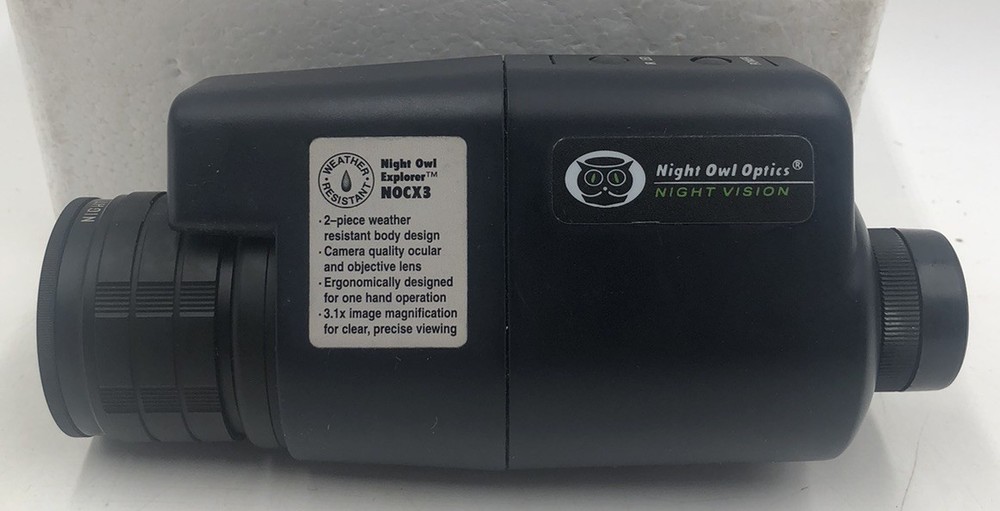 WEATHER
RESISTANT
Night Owl
Explorer™
NOCX3
· 2–piece weather
resistant body design
· Camera quality ocular
and objective lens
· Ergonomically designed
for one hand operation
· 3.1x image magnification
for clear, precise viewing
Night Owl Optics®
NIGHT VISION